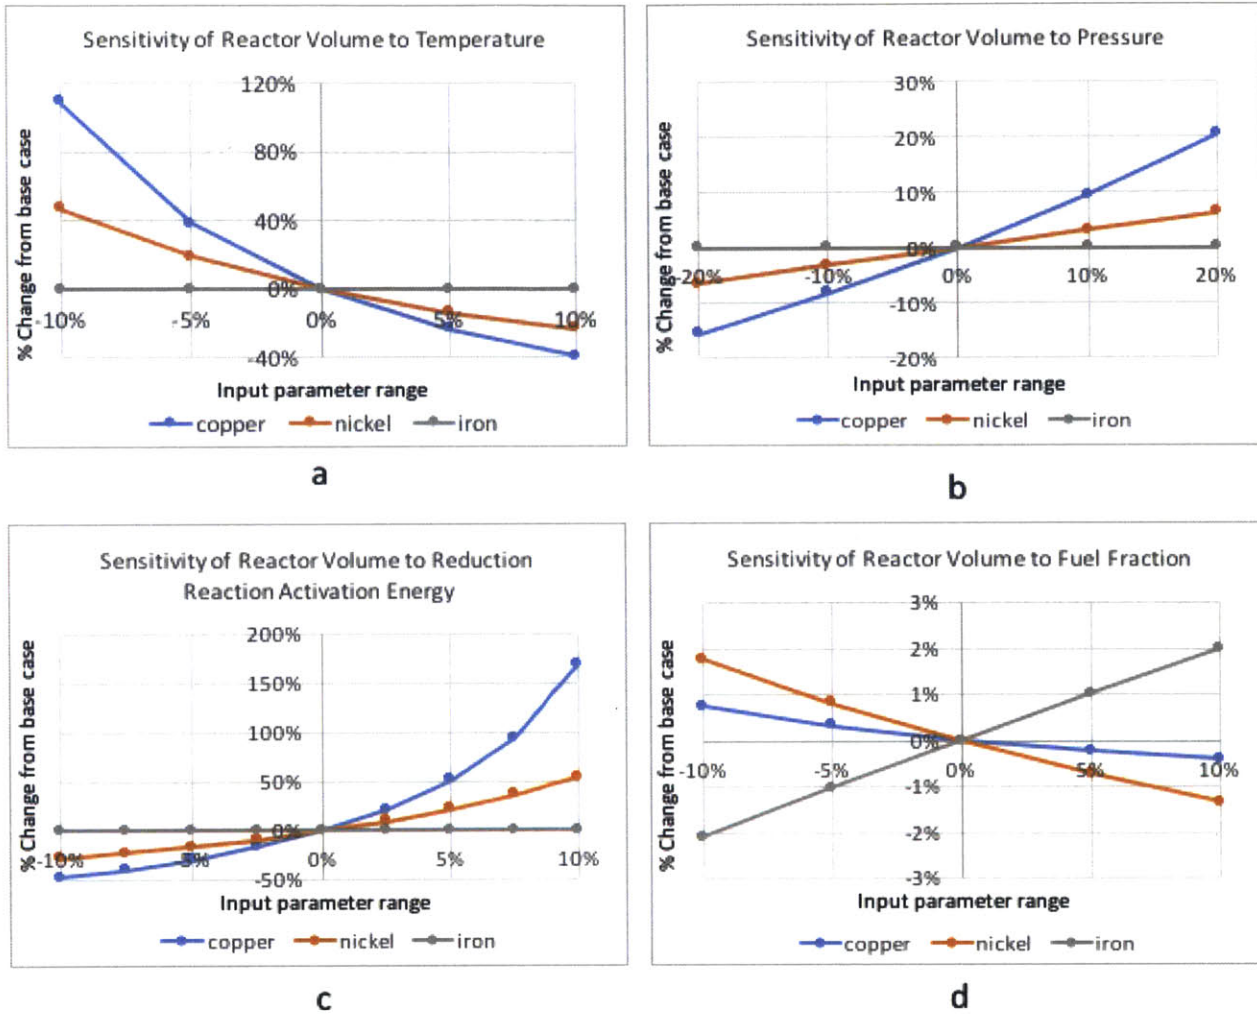 Sensitivity of Reactor Volume to Temperature
% Change from base case
120%
80%
40%
0%
-40%
-10%
-5%
0%
5%
10%
Input parameter range
copper nickel iron
a
Sensitivity of Reactor Volume to Pressure
% Change from base case
30%
20%
10%
0%
-10%
-20%
-20%
-10%
0%
10%
20%
Input parameter range
copper nickel iron
b
Sensitivity of Reactor Volume to Reduction
Reaction Activation Energy
% Change from base case
200%
150%
100%
50%
0%
-50%
-10%
-5%
0%
5%
10%
Input parameter range
copper nickel iron
c
Sensitivity of Reactor Volume to Fuel Fraction
% Change from base case
3%
2%
1%
0%
-1%
-2%
-3%
-10%
-5%
0%
5%
10%
Input parameter range
copper nickel iron
d